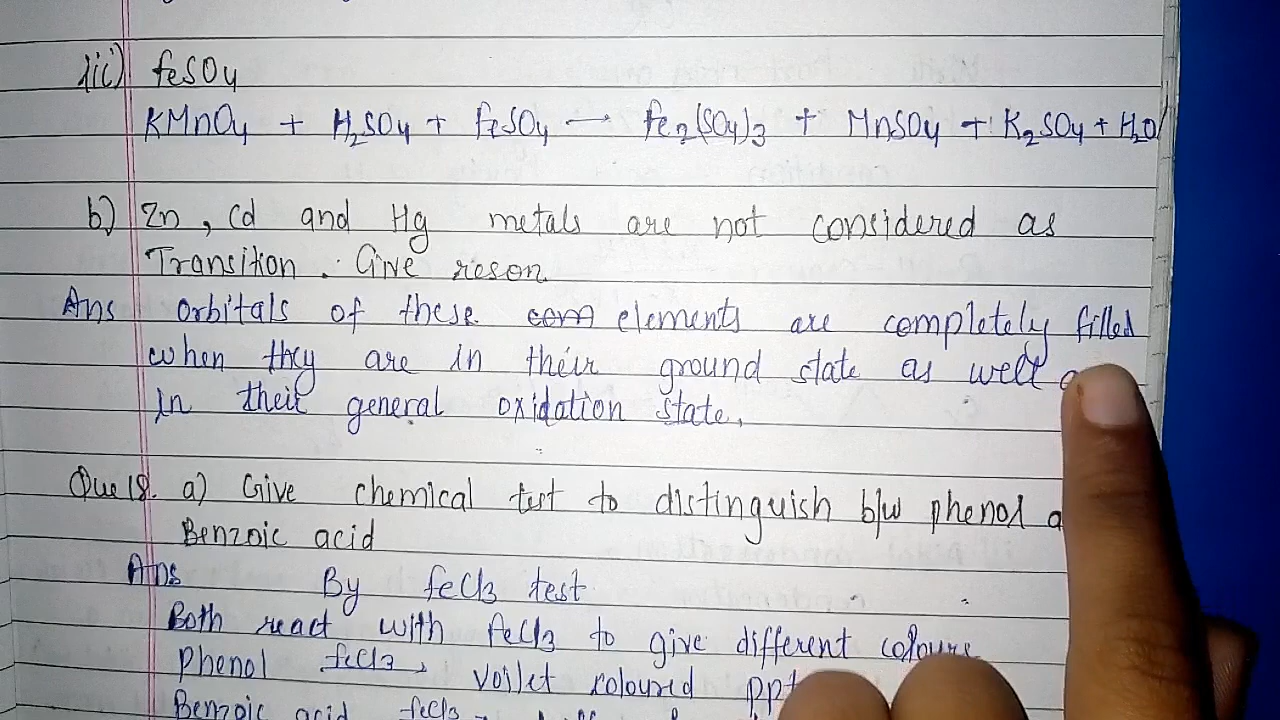 iii) feSO4
KMnO4 + H2SO4 + FeSO4 → Fe2(SO4)3 + MnSO4 + K2SO4 + H2O
b) Zn, Cd and Hg metals are not considered as
Transition. Give reson
Ans orbitals of these elements are completely filled
when they are in their ground state as well
in their general oxidation state.
Que 18. a) Give chemical test to distinguish b/w phenol
Benzoic acid
Ans By feCl3 test
Both react with feCl3 to give different colours
Phenol feCl3 → voilet coloured ppt
Benzoic acid feCl3